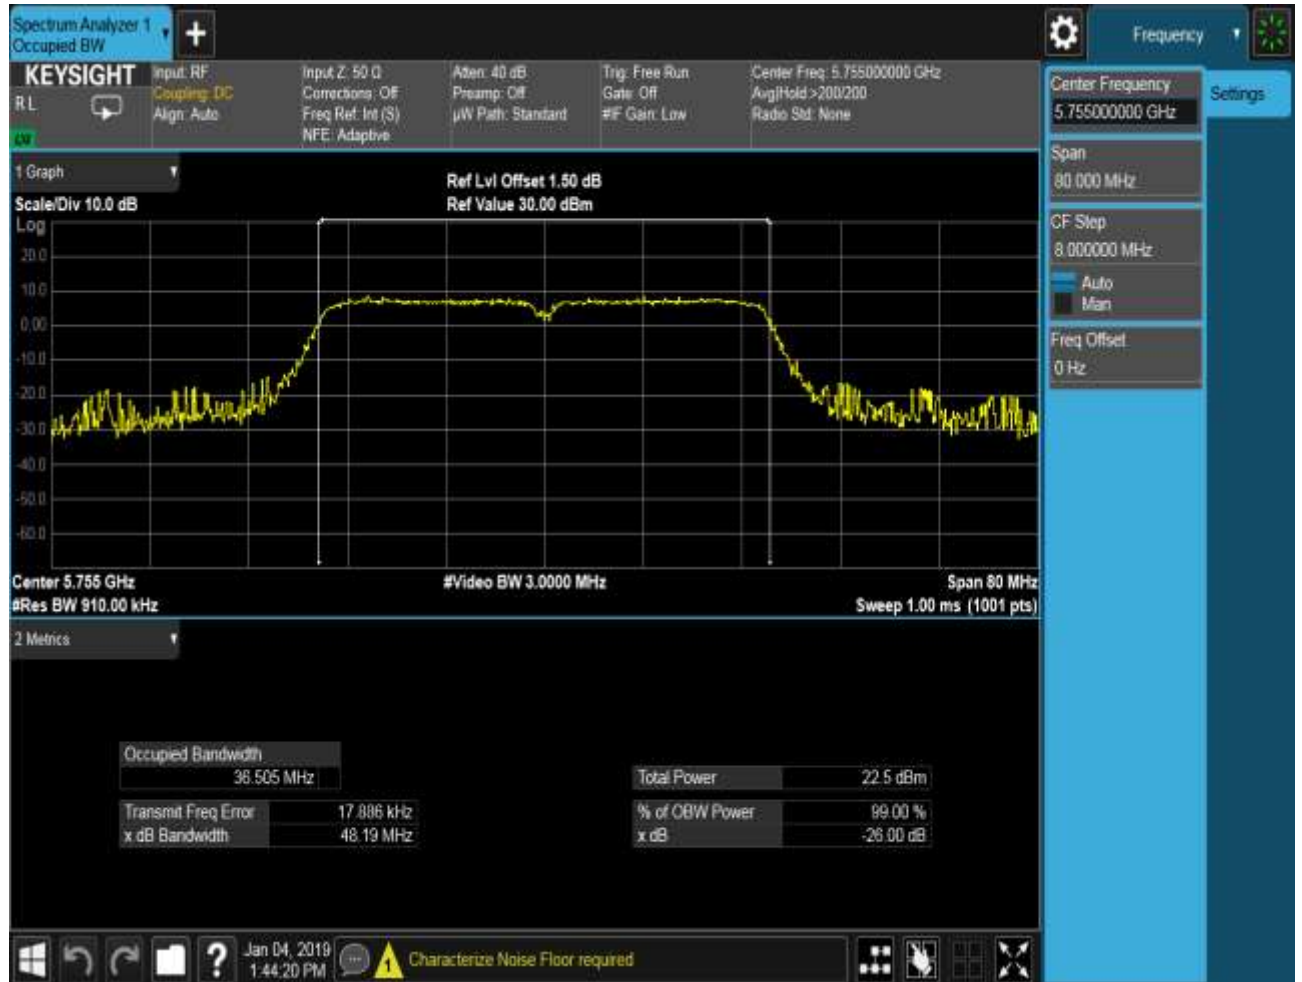 Spectrum Analyzer 1
Occupied BW
Frequency
KEYSIGHT
RL
Input: RF
Coupling: DC
Align: Auto
Input Z: 50 Ω
Corrections: Off
Freq Ref: Int (S)
NFE: Adaptive
Atten: 40 dB
Preamp: Off
µW Path: Standard
Trig: Free Run
Gate: Off
#IF Gain: Low
Center Freq: 5.755000000 GHz
Avg|Hold:>200/200
Radio Std: None
Center Frequency
5.755000000 GHz
Settings
Span
80.000 MHz
CF Step
8.000000 MHz
Auto
Man
Freq Offset
0 Hz
1 Graph
Scale/Div 10.0 dB
Ref Lvl Offset 1.50 dB
Ref Value 30.00 dBm
Log
20.0
10.0
0.00
-10.0
-20.0
-30.0
-40.0
-50.0
-60.0
Center 5.755 GHz
#Video BW 3.0000 MHz
Span 80 MHz
#Res BW 910.00 kHz
Sweep 1.00 ms (1001 pts)
2 Metrics
Occupied Bandwidth
36.505 MHz
Total Power 22.5 dBm
Transmit Freq Error 17.886 kHz
% of OBW Power 99.00 %
x dB Bandwidth 48.19 MHz
x dB -26.00 dB
Jan 04, 2019
1:44:20 PM
1
Characterize Noise Floor required